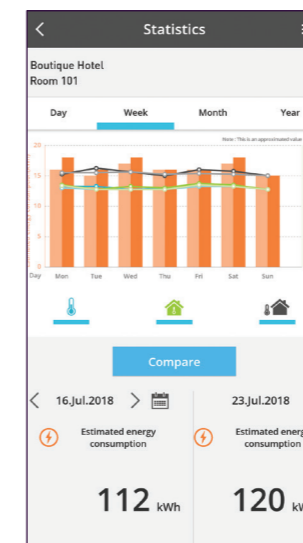 Statistics
Boutique Hotel
Room 101
Day Week Month Year
Note : This is an approximated value
20
15
10
5
0
Day Mon Tue Wed Thu Fri Sat Sun
Compare
16.Jul.2018 23.Jul.2018
Estimated energy consumption
Estimated energ consumption
112 kWh 120 kW